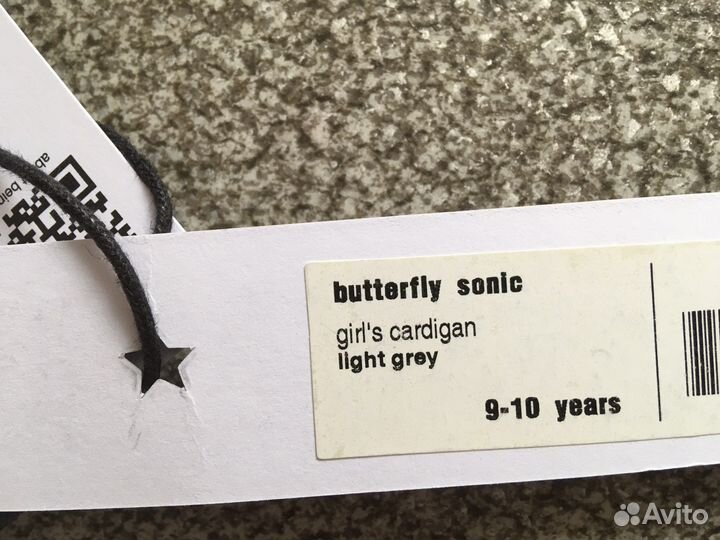 butterfly sonic
girl's cardigan
light grey
9-10 years
Avito